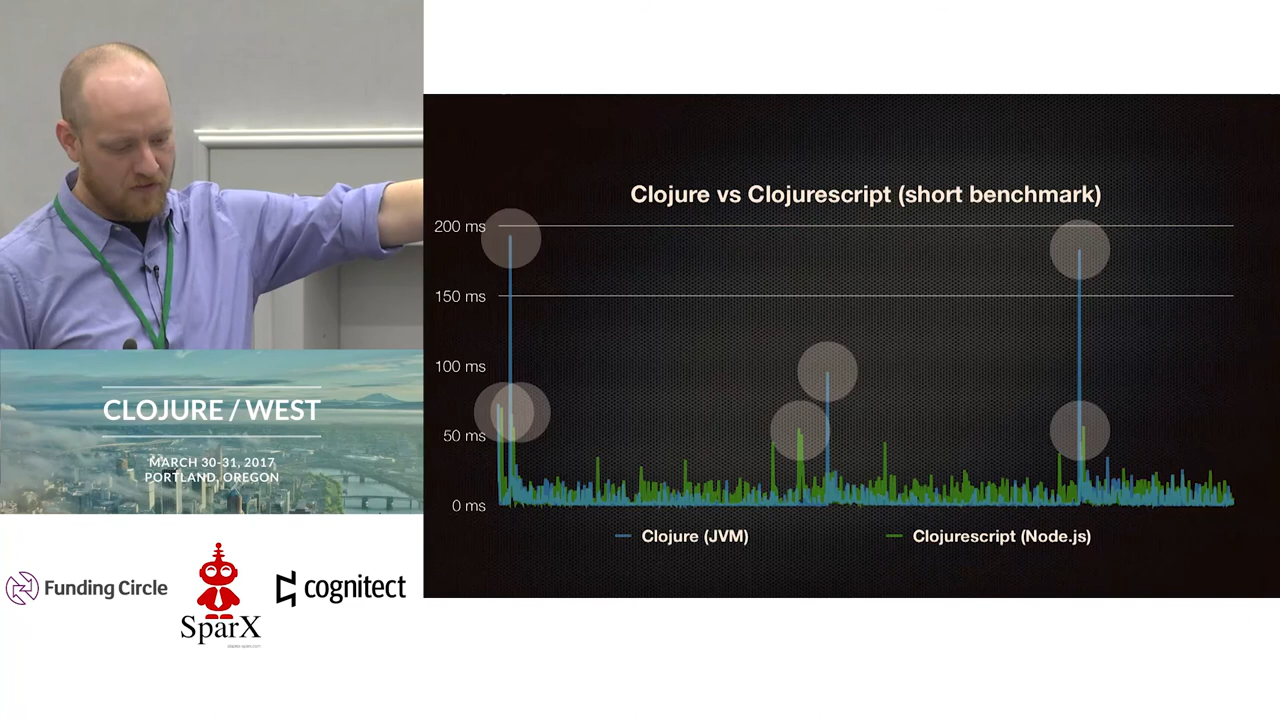 Clojure vs Clojurescript (short benchmark)
200 ms
150 ms
100 ms
50 ms
0 ms
Clojure (JVM)
Clojurescript (Node.js)
CLOJURE / WEST
MARCH 30-31, 2017
PORTLAND, OREGON
Funding Circle
SparX
cognitect